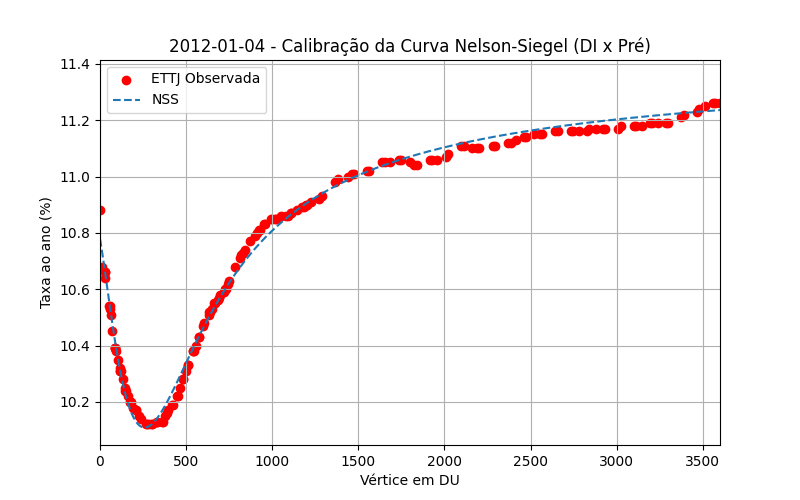 2012-01-04 - Calibração da Curva Nelson-Siegel (DI x Pré)
ETTJ Observada
NSS
Taxa ao ano (%)
11.4
11.2
11.0
10.8
10.6
10.4
10.2
0 500 1000 1500 2000 2500 3000 3500
Vértice em DU